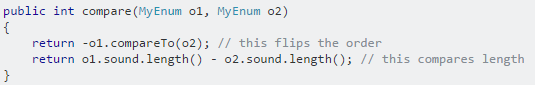 public int compare(MyEnum o1, MyEnum o2)
{
    return -o1.compareTo(o2); // this flips the order
    return o1.sound.length() - o2.sound.length(); // this compares length
}